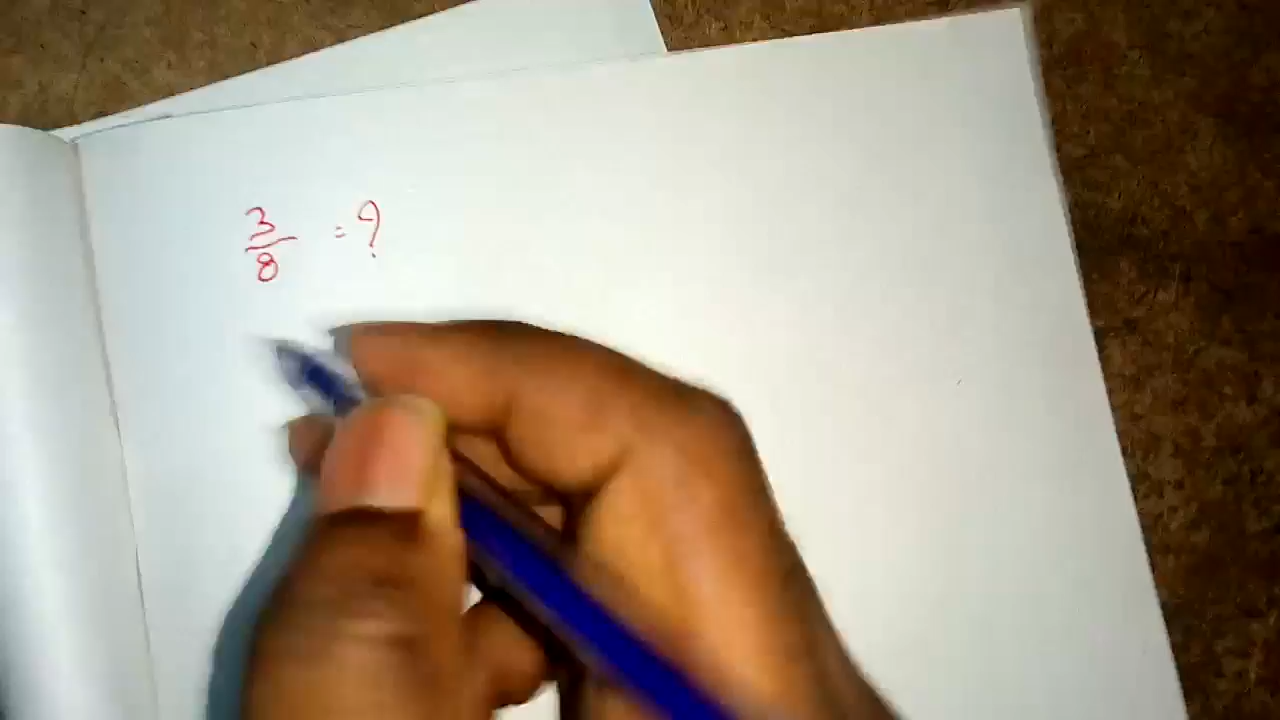 3/8 = ?